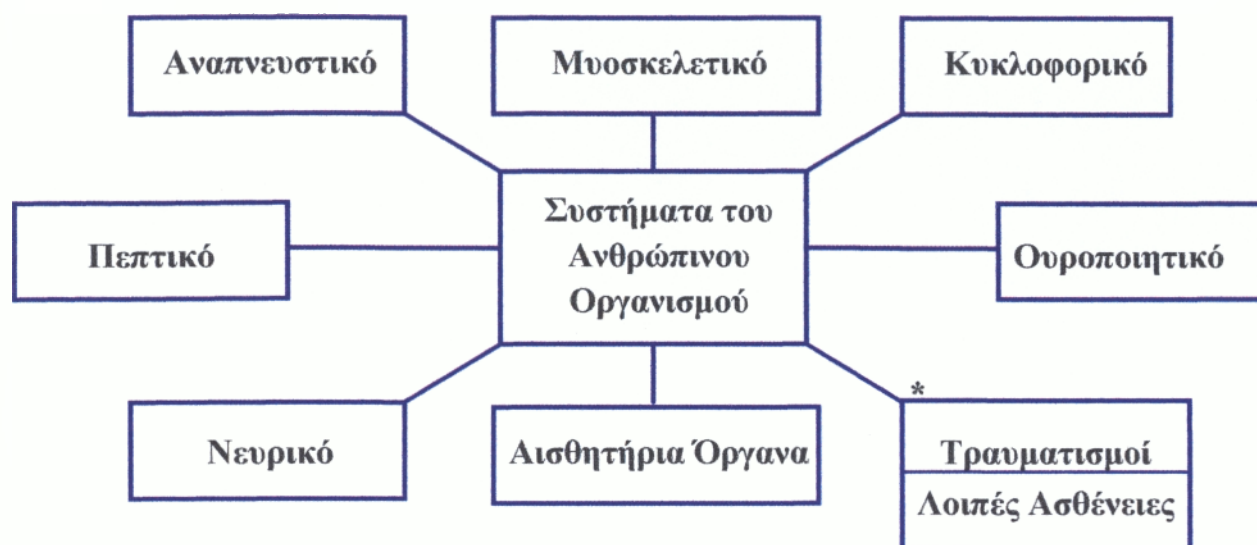 Αναπνευστικό
Μυοσκελετικό
Κυκλοφορικό
Πεπτικό
Συστήματα του
Ανθρώπινου
Οργανισμού
Ουροποιητικό
Νευρικό
Αισθητήρια Όργανα
*
Τραυματισμοί
Λοιπές Ασθένειες